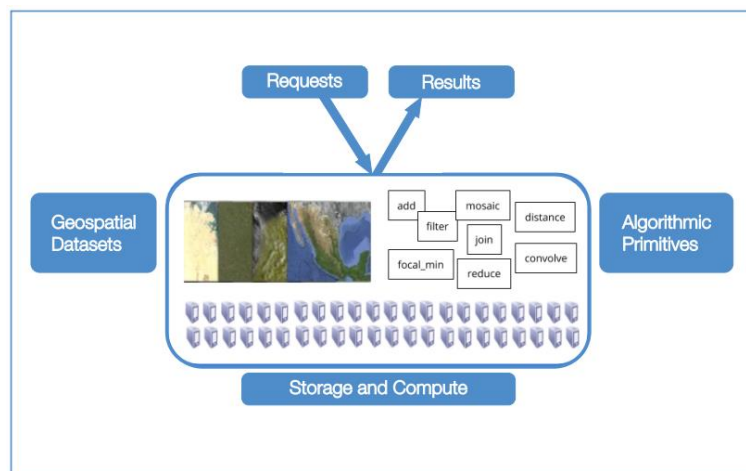 Requests
Results
Geospatial
Datasets
add
mosaic
filter
distance
join
focal_min
reduce
convolve
Algorithmic
Primitives
Storage and Compute